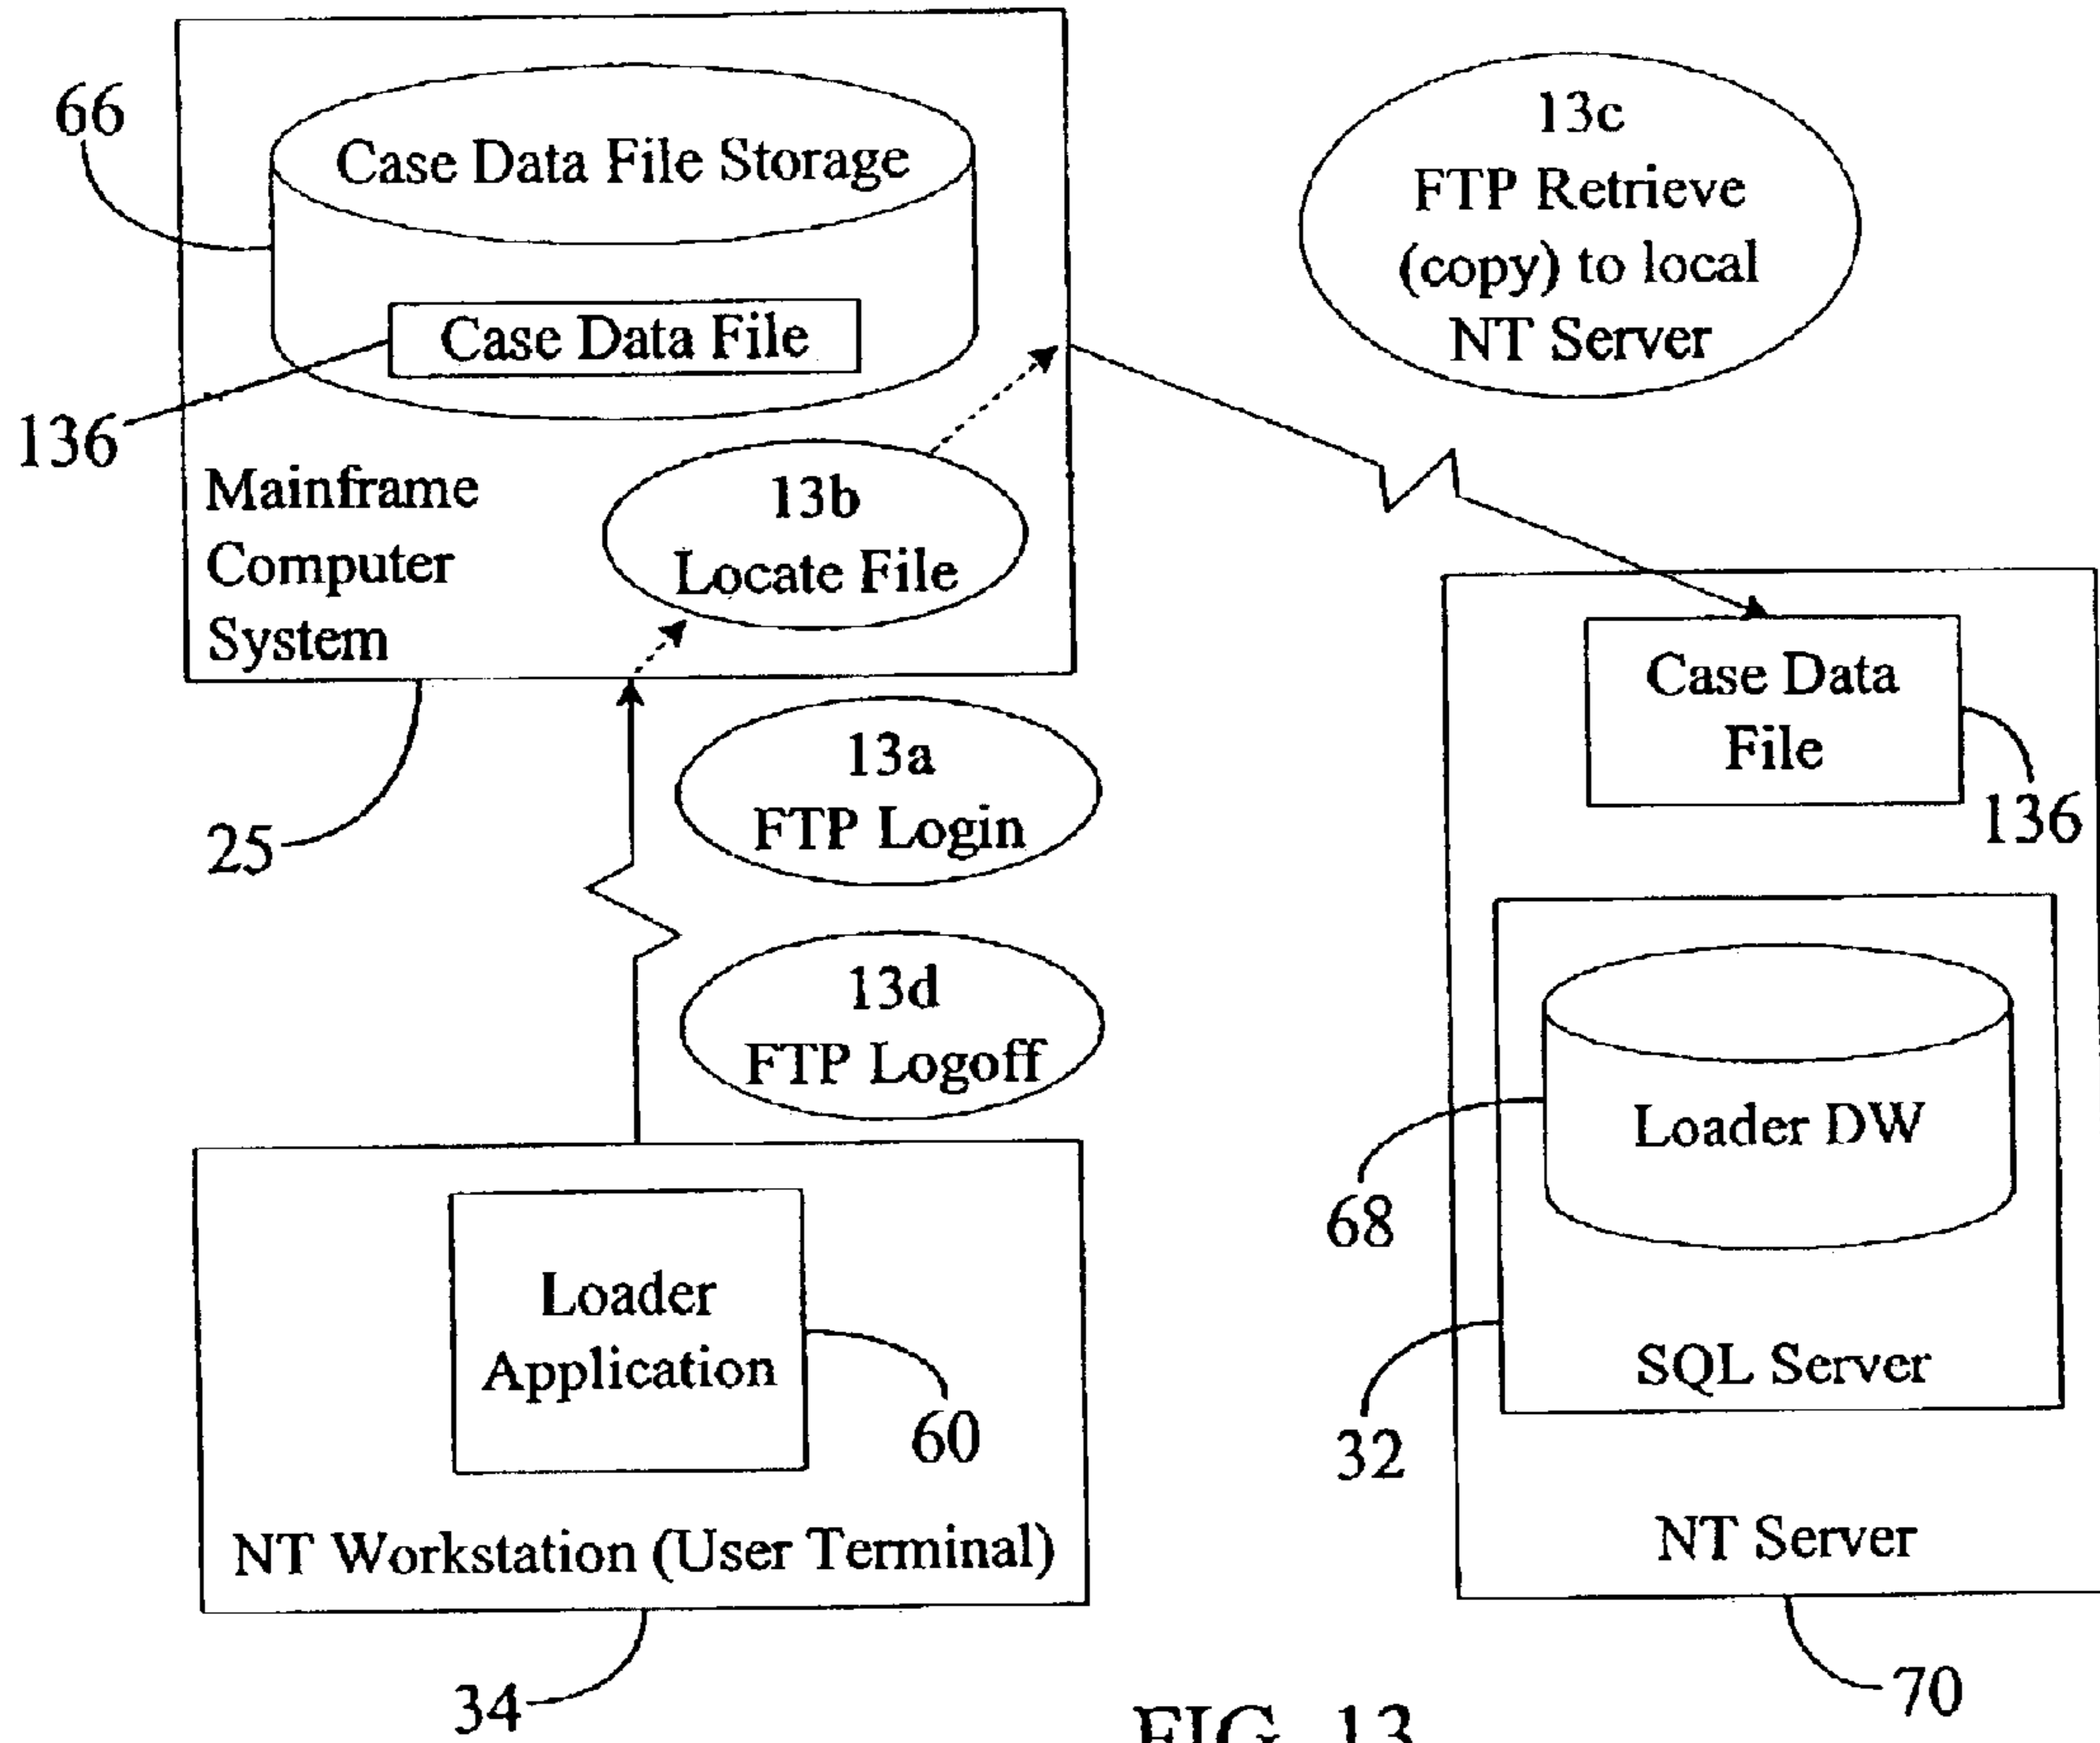 66
Case Data File Storage
Case Data File
136
Mainframe
Computer
System
13b
Locate File
25
13c
FTP Retrieve
(copy) to local
NT Server
Case Data
File
136
13a
FTP Login
13d
FTP Logoff
Loader DW
68
SQL Server
32
NT Server
70
Loader
Application
60
NT Workstation (User Terminal)
34
FIG. 13